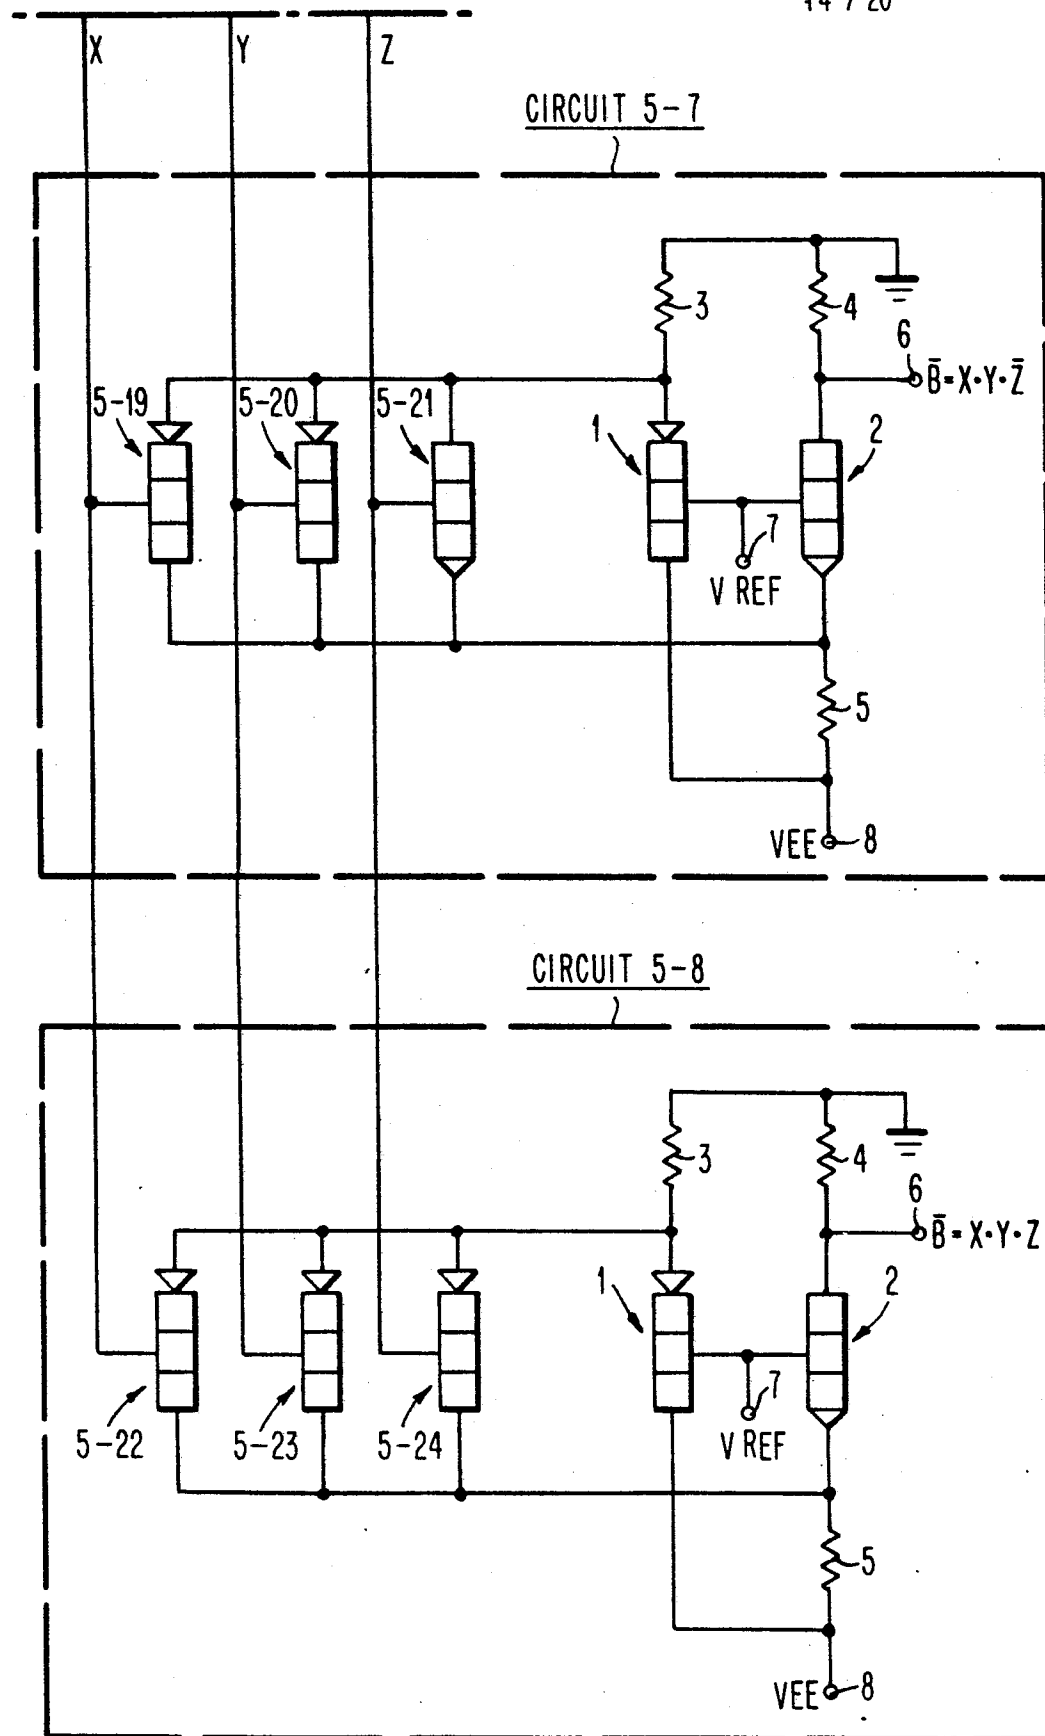 X Y Z
CIRCUIT 5-7
3 4
6
B̄=X·Y·Z̄
5-19 5-20 5-21 1 2
7
V REF
5
VEE 8
CIRCUIT 5-8
3 4
6
B̄=X·Y·Z
1 2
7
5-22 5-23 5-24 V REF
5
VEE 8